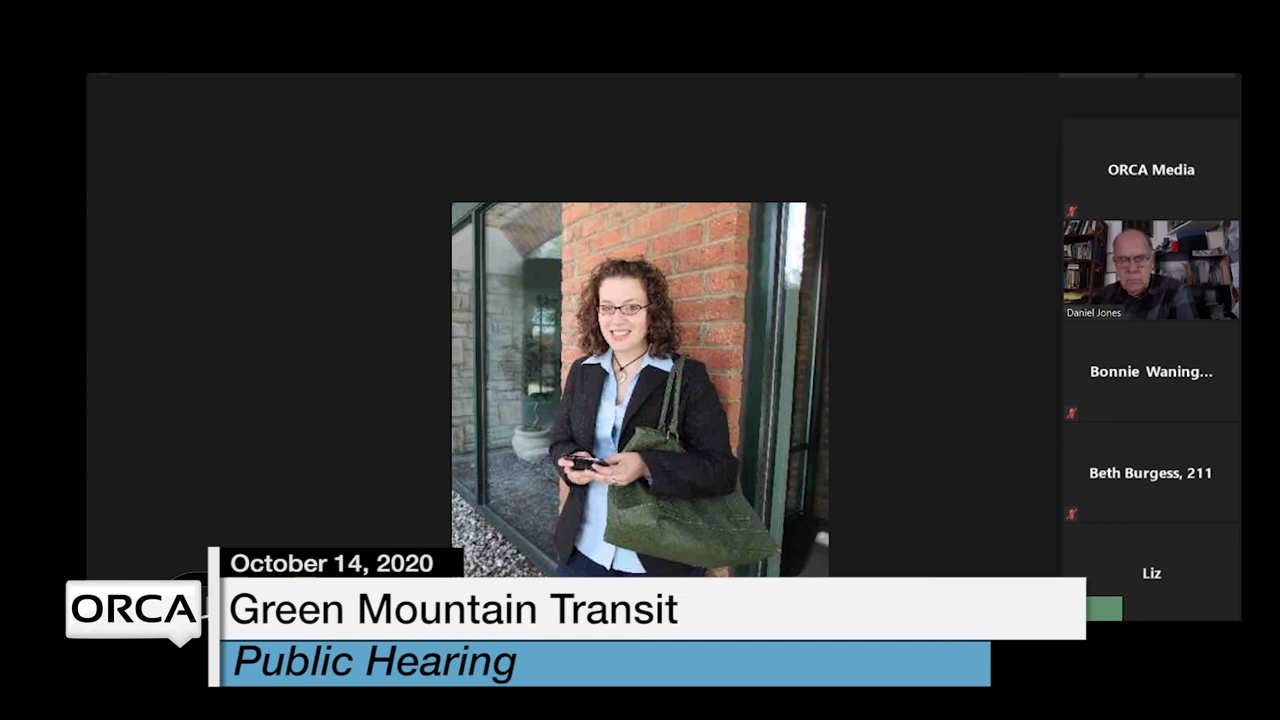 ORCA Media
Daniel Jones
Bonnie Waning...
Beth Burgess, 211
Liz
October 14, 2020
ORCA
Green Mountain Transit
Public Hearing